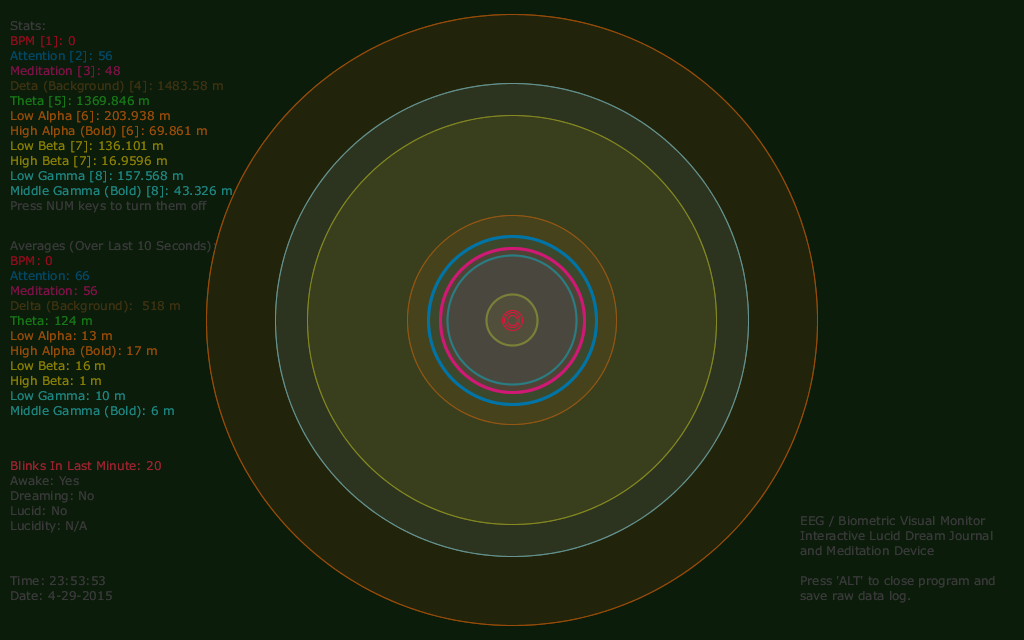 Stats:
BPM [1]: 0
Attention [2]: 56
Meditation [3]: 48
Deta (Background) [4]: 1483.58 m
Theta [5]: 1369.846 m
Low Alpha [6]: 203.938 m
High Alpha (Bold) [6]: 69.861 m
Low Beta [7]: 136.101 m
High Beta [7]: 16.9596 m
Low Gamma [8]: 157.568 m
Middle Gamma (Bold) [8]: 43.326 m
Press NUM keys to turn them off
Averages (Over Last 10 Seconds):
BPM: 0
Attention: 66
Meditation: 56
Delta (Background): 518 m
Theta: 124 m
Low Alpha: 13 m
High Alpha (Bold): 17 m
Low Beta: 16 m
High Beta: 1 m
Low Gamma: 10 m
Middle Gamma (Bold): 6 m
Blinks In Last Minute: 20
Awake: Yes
Dreaming: No
Lucid: No
Lucidity: N/A
Time: 23:53:53
Date: 4-29-2015
EEG / Biometric Visual Monitor
Interactive Lucid Dream Journal
and Meditation Device
Press 'ALT' to close program and
save raw data log.